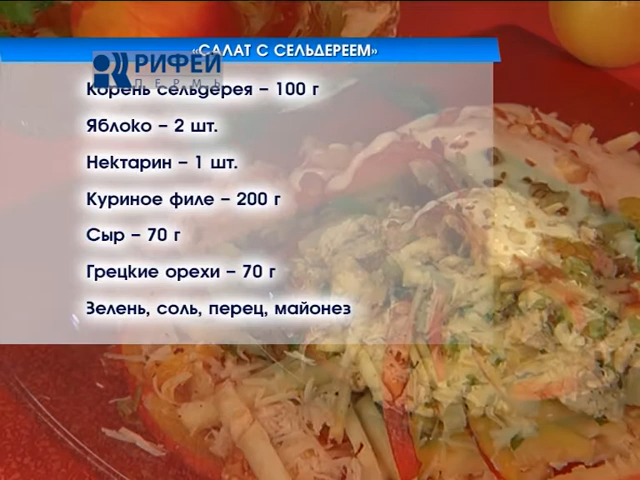 «САЛАТ С СЕЛЬДЕРЕЕМ»
РИФЕЙ
ПЕРМЬ
Корень сельдерея – 100 г
Яблоко – 2 шт.
Нектарин – 1 шт.
Куриное филе – 200 г
Сыр – 70 г
Грецкие орехи – 70 г
Зелень, соль, перец, майонез